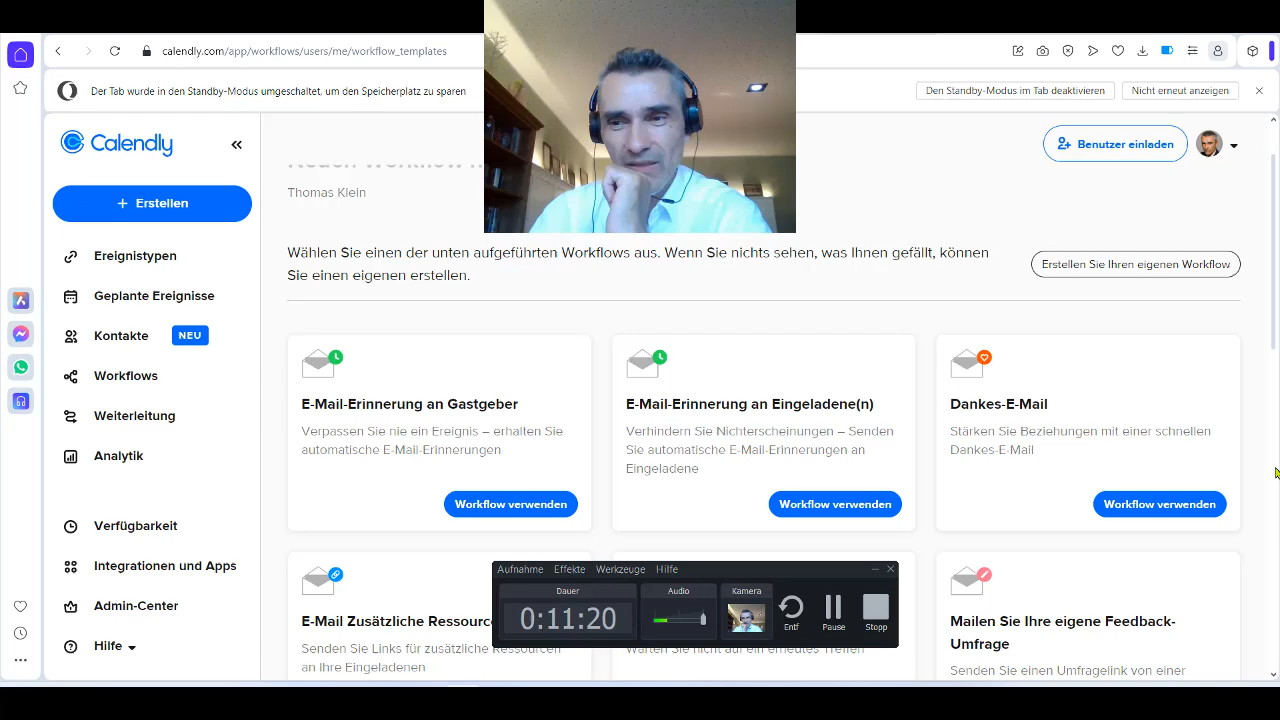 calendly.com/app/workflows/users/me/workflow_templates
Der Tab wurde in den Standby-Modus umgeschaltet, um den Speicherplatz zu sparen
Den Standby-Modus im Tab deaktivieren
Nicht erneut anzeigen
Calendly
Benutzer einladen
+ Erstellen
Thomas Klein
Ereignistypen
Geplante Ereignisse
Kontakte NEU
Workflows
Weiterleitung
Analytik
Verfügbarkeit
Integrationen und Apps
Admin-Center
Hilfe
Wählen Sie einen der unten aufgeführten Workflows aus. Wenn Sie nichts sehen, was Ihnen gefällt, können
Sie einen eigenen erstellen.
Erstellen Sie Ihren eigenen Workflow
E-Mail-Erinnerung an Gastgeber
Verpassen Sie nie ein Ereignis – erhalten Sie
automatische E-Mail-Erinnerungen
Workflow verwenden
E-Mail-Erinnerung an Eingeladene(n)
Verhindern Sie Nichterscheinungen – Senden
Sie automatische E-Mail-Erinnerungen an
Eingeladene
Workflow verwenden
Dankes-E-Mail
Stärken Sie Beziehungen mit einer schnellen
Dankes-E-Mail
Workflow verwenden
E-Mail Zusätzliche
Senden Sie Links für zusätzliche Ressourcen
an Ihre Eingeladenen
Warten Sie nicht auf ein erneutes Treffen
Mailen Sie Ihre eigene Feedback-
Umfrage
Senden Sie einen Umfragelink von einer
Aufnahme Effekte Werkzeuge Hilfe
Dauer
0:11:20
Audio
Kamera
Entf
Pause
Stopp